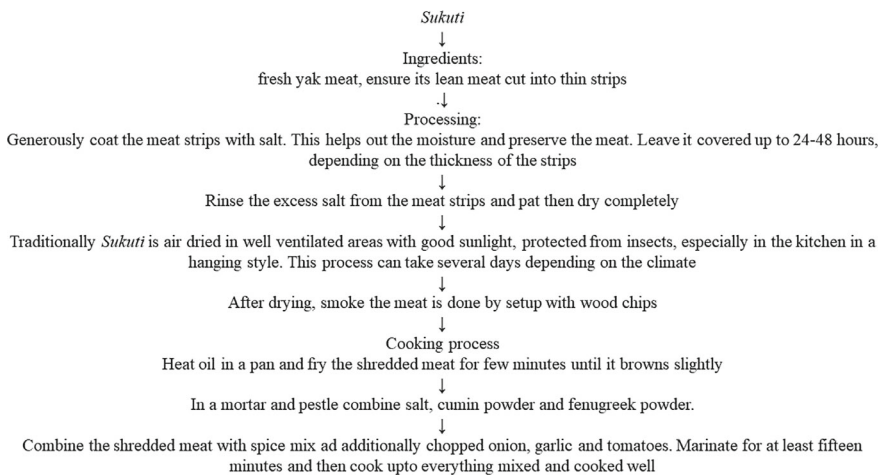 Sukuti
↓
Ingredients:
fresh yak meat, ensure its lean meat cut into thin strips
.↓
Processing:
Generously coat the meat strips with salt. This helps out the moisture and preserve the meat. Leave it covered up to 24-48 hours,
depending on the thickness of the strips
↓
Rinse the excess salt from the meat strips and pat then dry completely
↓
Traditionally Sukuti is air dried in well ventilated areas with good sunlight, protected from insects, especially in the kitchen in a
hanging style. This process can take several days depending on the climate
↓
After drying, smoke the meat is done by setup with wood chips
↓
Cooking process
Heat oil in a pan and fry the shredded meat for few minutes until it browns slightly
↓
In a mortar and pestle combine salt, cumin powder and fenugreek powder.
↓
Combine the shredded meat with spice mix ad additionally chopped onion, garlic and tomatoes. Marinate for at least fifteen
minutes and then cook upto everything mixed and cooked well